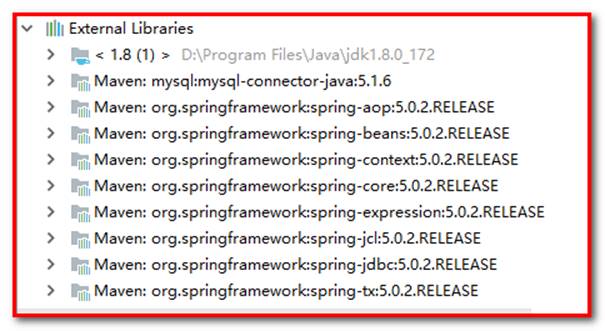 External Libraries
< 1.8 (1) > D:\Program Files\Java\jdk1.8.0_172
Maven: mysql:mysql-connector-java:5.1.6
Maven: org.springframework:spring-aop:5.0.2.RELEASE
Maven: org.springframework:spring-beans:5.0.2.RELEASE
Maven: org.springframework:spring-context:5.0.2.RELEASE
Maven: org.springframework:spring-core:5.0.2.RELEASE
Maven: org.springframework:spring-expression:5.0.2.RELEASE
Maven: org.springframework:spring-jcl:5.0.2.RELEASE
Maven: org.springframework:spring-jdbc:5.0.2.RELEASE
Maven: org.springframework:spring-tx:5.0.2.RELEASE